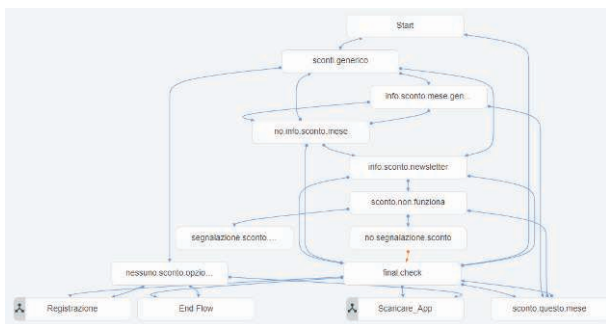 Start
sconti.generico
info.sconto.mese.gen...
no.info.sconto.mese
info.sconto.newsletter
sconto.non.funziona
segnalazione.sconto....
no.segnalazione.sconto
nessuno.sconto.opzio...
final.check
Registrazione
End Flow
Scaricare_App
sconto.questo.mese